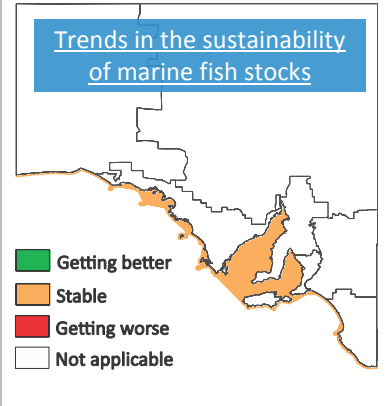 Trends in the sustainability
of marine fish stocks
Getting better
Stable
Getting worse
Not applicable